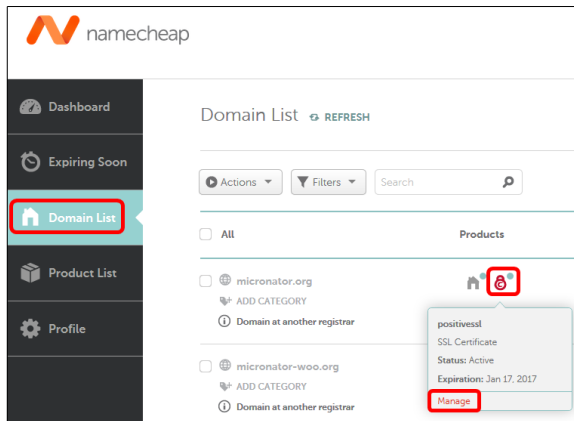 namecheap
Dashboard
Expiring Soon
Domain List
Product List
Profile
Domain List REFRESH
Actions Filters Search
All Products
micronator.org
ADD CATEGORY
Domain at another registrar
positivessl
SSL Certificate
Status: Active
Expiration: Jan 17, 2017
Manage
micronator-woo.org
ADD CATEGORY
Domain at another registrar